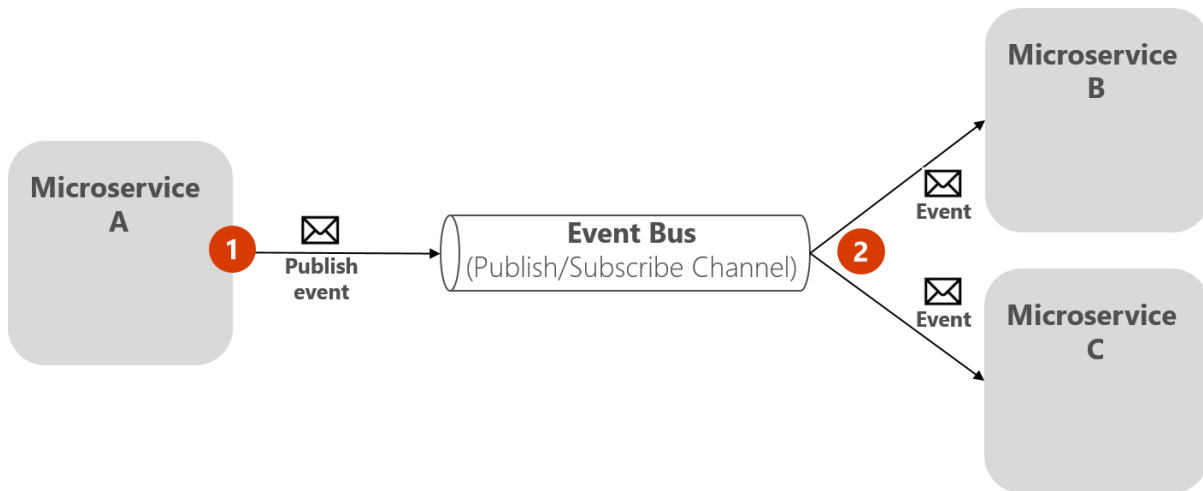 Microservice
A
1
Publish
event
Event Bus
(Publish/Subscribe Channel)
2
Event
Microservice
B
Event
Microservice
C